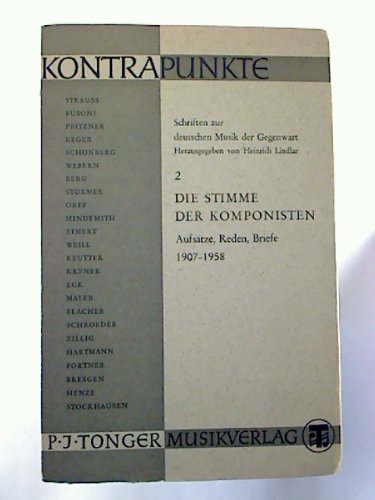 KONTRAPUNKTE
STRAUSS
BUSONI
PFITZNER
REGER
SCHÖNBERG
WEBERN
BERG
STÜRMER
ORFF
HINDEMITH
EIMERT
WEILL
REUTTER
KRENEK
EGK
MALER
BLACHER
SCHROEDER
ZILLIG
HARTMANN
FORTNER
BRESGEN
HENZE
STOCKHAUSEN
Schriften zur
deutschen Musik der Gegenwart
Herausgegeben von Heinrich Lindlar
2
DIE STIMME
DER KOMPONISTEN
Aufsätze, Reden, Briefe
1907-1958
P·J·TONGER MUSIKVERLAG